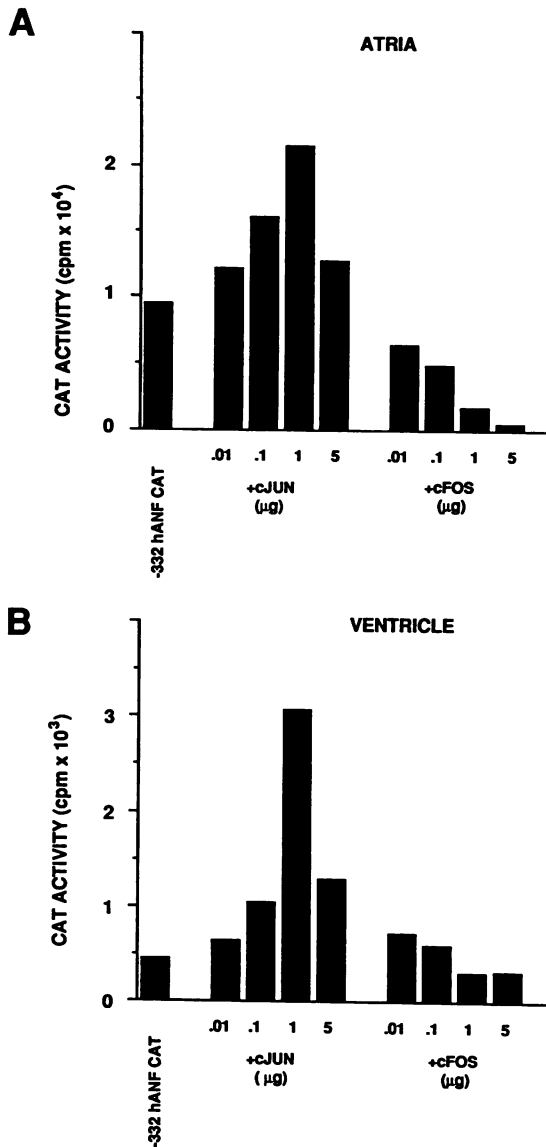 A
ATRIA
CAT ACTIVITY (cpm x 10⁴)
2
1
0
-332 hANF CAT
.01 .1 1 5
+cJUN
(µg)
.01 .1 1 5
+cFOS
(µg)
B
VENTRICLE
CAT ACTIVITY (cpm x 10³)
3
2
1
0
-332 hANF CAT
.01 .1 1 5
+cJUN
( µg)
.01 .1 1 5
+cFOS
(µg)